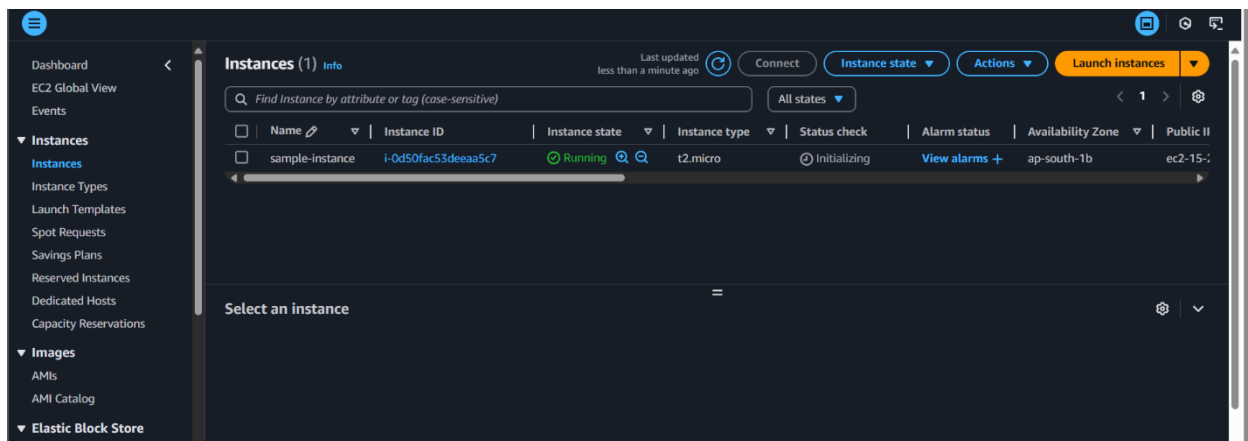 Dashboard
EC2 Global View
Events
Instances
Instances
Instance Types
Launch Templates
Spot Requests
Savings Plans
Reserved Instances
Dedicated Hosts
Capacity Reservations
Images
AMIs
AMI Catalog
Elastic Block Store
Instances (1) Info
Last updated
less than a minute ago
Connect
Instance state
Actions
Launch instances
Find Instance by attribute or tag (case-sensitive)
All states
1
Name Instance ID Instance state Instance type Status check Alarm status Availability Zone Public
sample-instance i-0d50fac53deeaa5c7 Running t2.micro Initializing View alarms + ap-south-1b ec2-15-
Select an instance